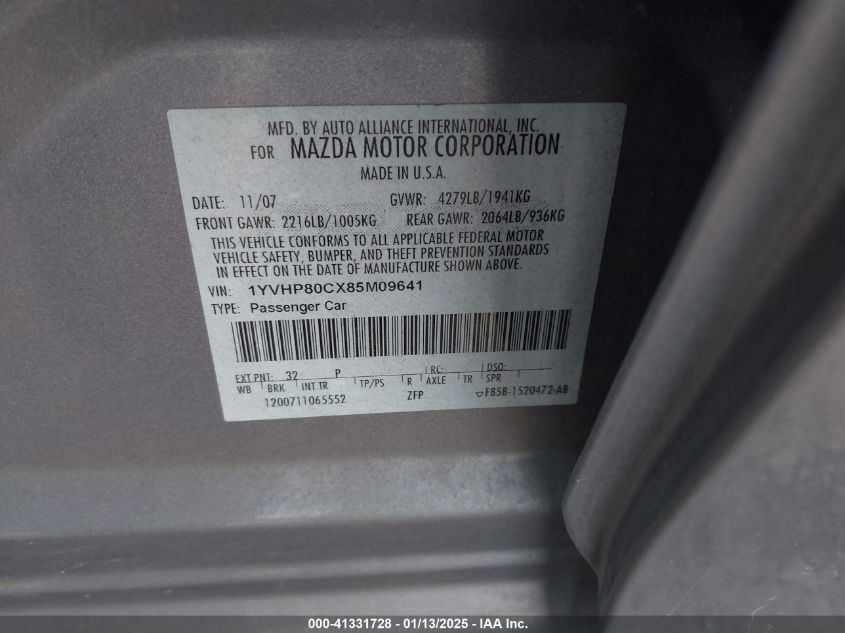 MFD. BY AUTO ALLIANCE INTERNATIONAL, INC.
FOR MAZDA MOTOR CORPORATION
MADE IN U.S.A.
DATE: 11/07 GVWR: 4279LB/1941KG
FRONT GAWR: 2216LB/1005KG REAR GAWR: 2064LB/936KG
THIS VEHICLE CONFORMS TO ALL APPLICABLE FEDERAL MOTOR
VEHICLE SAFETY, BUMPER, AND THEFT PREVENTION STANDARDS
IN EFFECT ON THE DATE OF MANUFACTURE SHOWN ABOVE.
VIN: 1YVHP80CX85M09641
TYPE: Passenger Car
EXT PNT: 32 P RC: DSO:
WB BRK INT TR TP/PS R AXLE TR SPR
1200711065552 ZFP F85B-1520472-AB
000-41331728 - 01/13/2025 - IAA Inc.